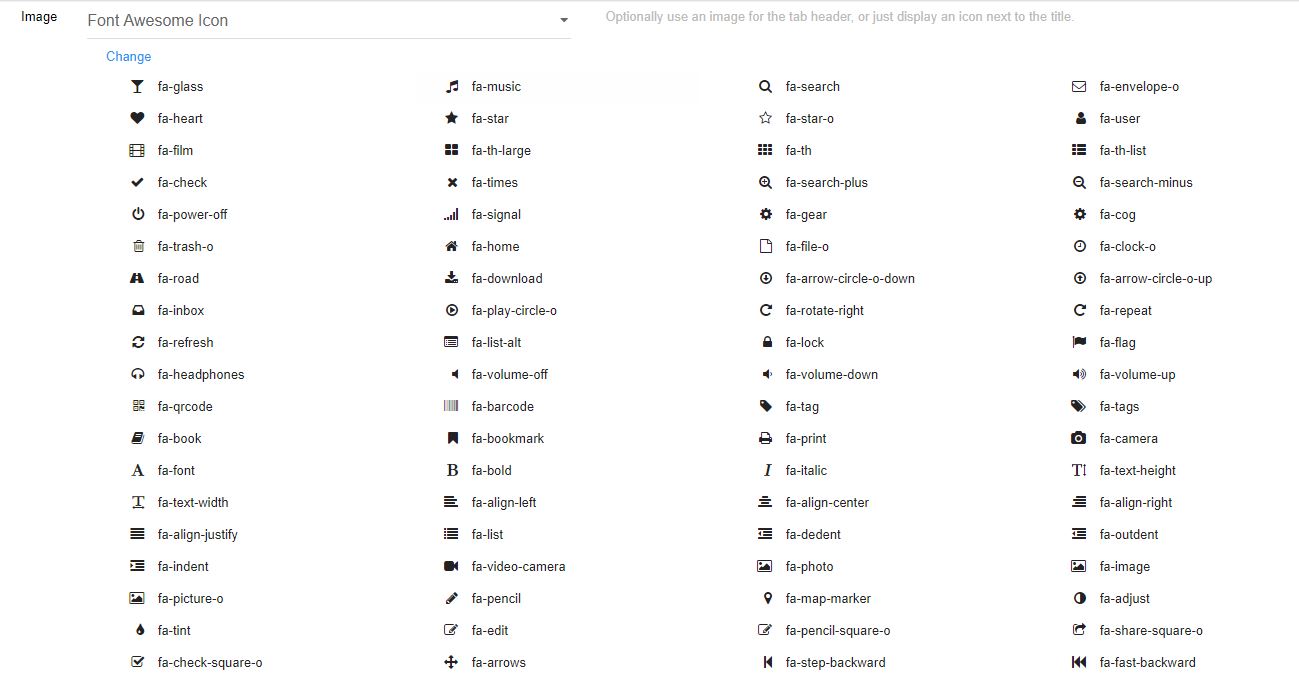 Image Font Awesome Icon Optionally use an image for the tab header, or just display an icon next to the title.
Change
fa-glass fa-music fa-search fa-envelope-o
fa-heart fa-star fa-star-o fa-user
fa-film fa-th-large fa-th fa-th-list
fa-check fa-times fa-search-plus fa-search-minus
fa-power-off fa-signal fa-gear fa-cog
fa-trash-o fa-home fa-file-o fa-clock-o
fa-road fa-download fa-arrow-circle-o-down fa-arrow-circle-o-up
fa-inbox fa-play-circle-o fa-rotate-right fa-repeat
fa-refresh fa-list-alt fa-lock fa-flag
fa-headphones fa-volume-off fa-volume-down fa-volume-up
fa-qrcode fa-barcode fa-tag fa-tags
fa-book fa-bookmark fa-print fa-camera
fa-font fa-bold fa-italic fa-text-height
fa-text-width fa-align-left fa-align-center fa-align-right
fa-align-justify fa-list fa-dedent fa-outdent
fa-indent fa-video-camera fa-photo fa-image
fa-picture-o fa-pencil fa-map-marker fa-adjust
fa-tint fa-edit fa-pencil-square-o fa-share-square-o
fa-check-square-o fa-arrows fa-step-backward fa-fast-backward